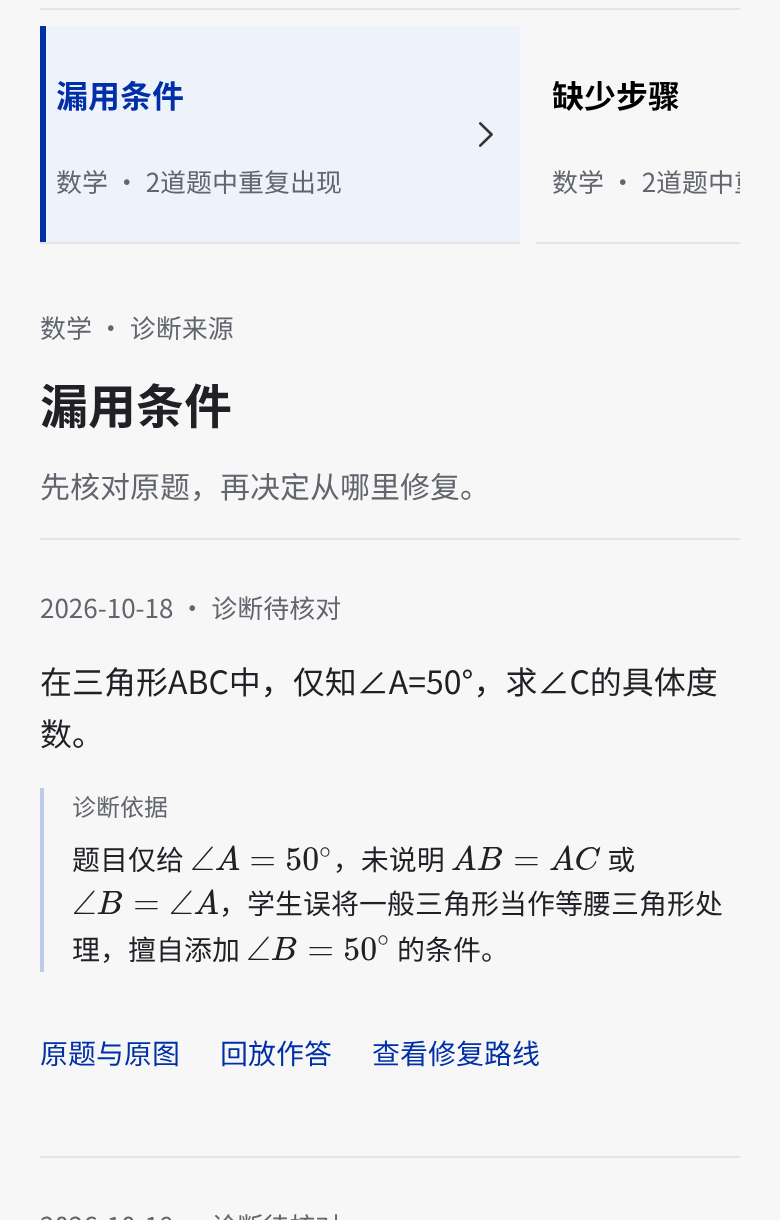 漏用条件
数学 · 2道题中重复出现
缺少步骤
数学 · 2道题中
数学 · 诊断来源
漏用条件
先核对原题，再决定从哪里修复。
2026-10-18 · 诊断待核对
在三角形ABC中，仅知∠A=50°，求∠C的具体度
数。
诊断依据
题目仅给 ∠A = 50°，未说明 AB = AC 或
∠B = ∠A，学生误将一般三角形当作等腰三角形处
理，擅自添加 ∠B = 50° 的条件。
原题与原图 回放作答 查看修复路线